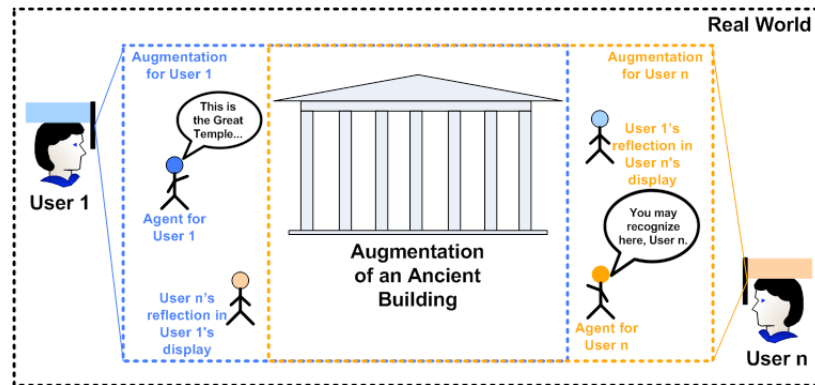 Real World
Augmentation
for User 1
This is
the Great
Temple...
User 1
Agent for
User 1
User n's
reflection in
User 1's
display
Augmentation
of an Ancient
Building
Augmentation
for User n
User 1's
reflection in
User n's
display
You may
recognize
here, User n.
Agent for
User n
User n